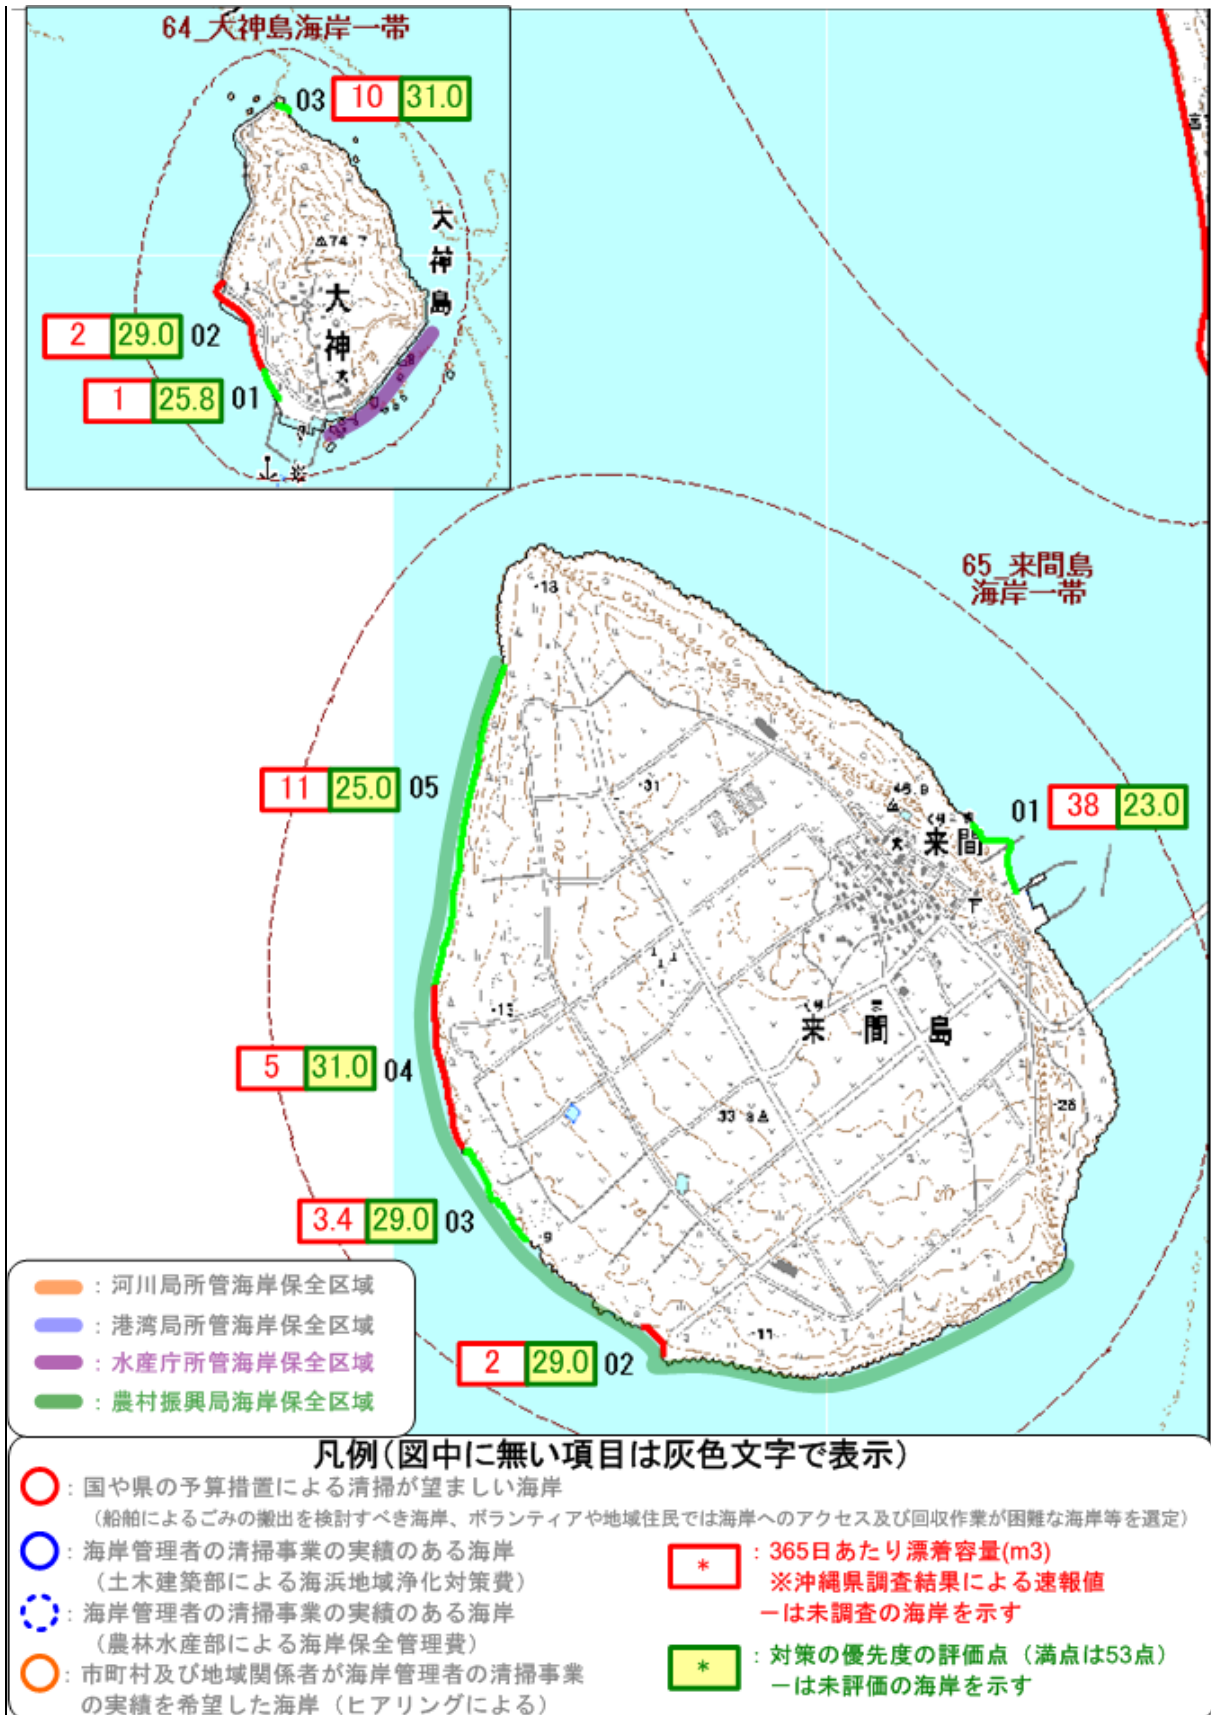 64_大神島海岸一帯
03 10 31.0
大神島
74
大神
2 29.0 02
1 25.8 01
65_来間島
海岸一帯
11 25.0 05
01 38 23.0
来間
来間島
5 31.0 04
3.4 29.0 03
2 29.0 02
：河川局所管海岸保全区域
：港湾局所管海岸保全区域
：水産庁所管海岸保全区域
：農村振興局海岸保全区域
凡例(図中に無い項目は灰色文字で表示)
：国や県の予算措置による清掃が望ましい海岸
（船舶によるごみの搬出を検討すべき海岸、ボランティアや地域住民では海岸へのアクセス及び回収作業が困難な海岸等を選定）
：海岸管理者の清掃事業の実績のある海岸
（土木建築部による海浜地域浄化対策費）
：海岸管理者の清掃事業の実績のある海岸
（農林水産部による海岸保全管理費）
：市町村及び地域関係者が海岸管理者の清掃事業
の実績を希望した海岸（ヒアリングによる）
* ：365日あたり漂着容量(m3)
※沖縄県調査結果による速報値
－は未調査の海岸を示す
* ：対策の優先度の評価点（満点は53点）
－は未評価の海岸を示す